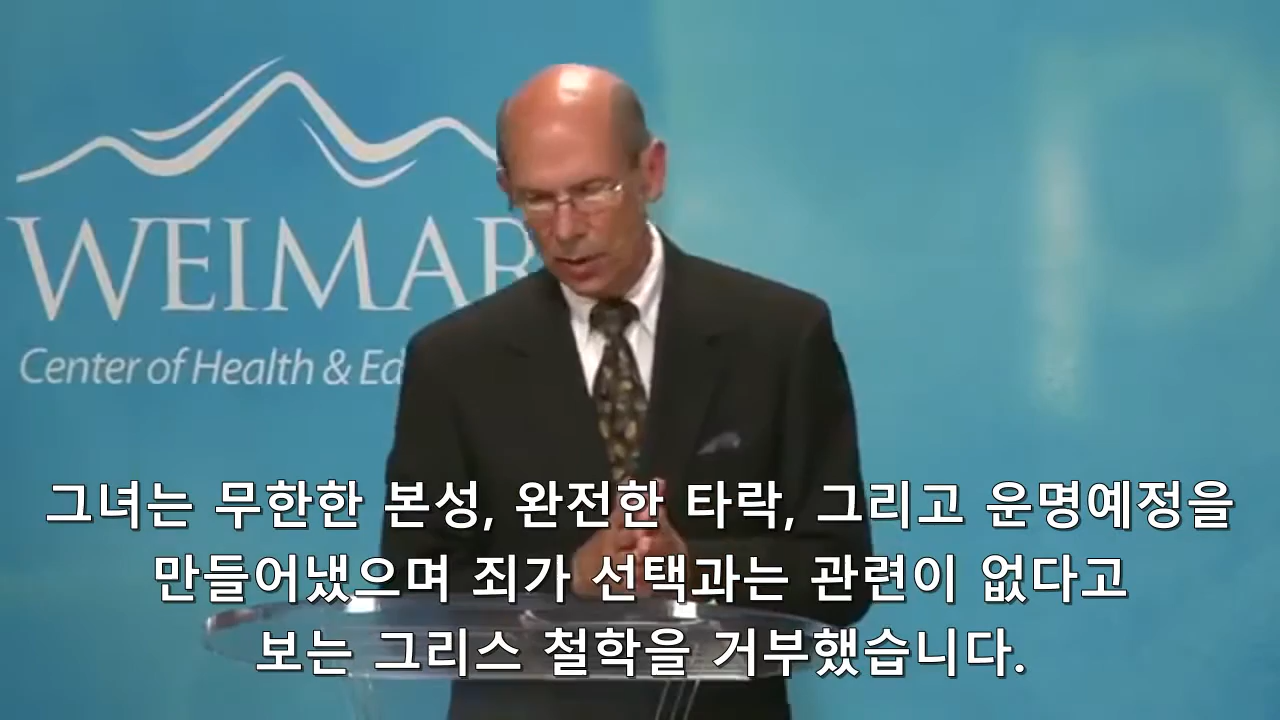 WEIMAR
Center of Health & Ed
그녀는 무한한 본성, 완전한 타락, 그리고 운명예정을
만들어냈으며 죄가 선택과는 관련이 없다고
보는 그리스 철학을 거부했습니다.